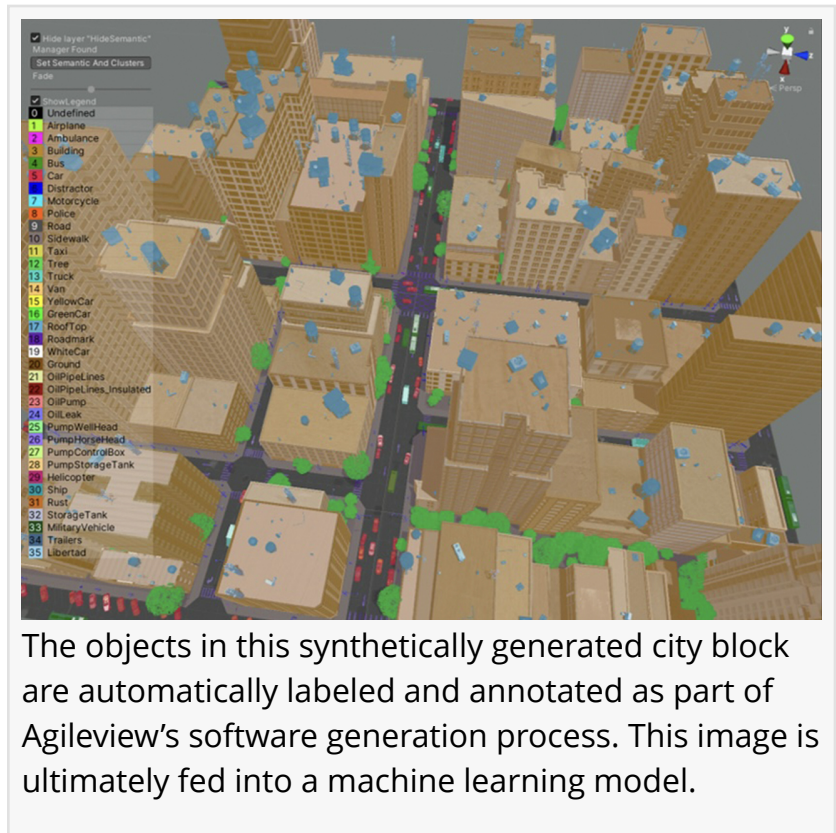 Hide layer "HideSemantic"
Manager Found
Set Semantic And Clusters
Fade
ShowLegend
0 Undefined
1 Airplane
2 Ambulance
3 Building
4 Bus
5 Car
Distractor
7 Motorcycle
8 Police
9 Road
10 Sidewalk
11 Taxi
12 Tree
13 Truck
14 Van
15 YellowCar
16 GreenCar
17 RoofTop
18 Roadmark
19 WhiteCar
20 Ground
21 OilPipeLines
22 OilPipeLines_Insulated
23 OilPump
24 OilLeak
25 PumpWellHead
26 PumpHorseHead
27 PumpControlBox
28 PumpStorageTank
29 Helicopter
30 Ship
31 Rust
32 StorageTank
33 MilitaryVehicle
34 Trailers
35 Libertad
y
z
x
< Persp
The objects in this synthetically generated city block
are automatically labeled and annotated as part of
Agileview's software generation process. This image is
ultimately fed into a machine learning model.